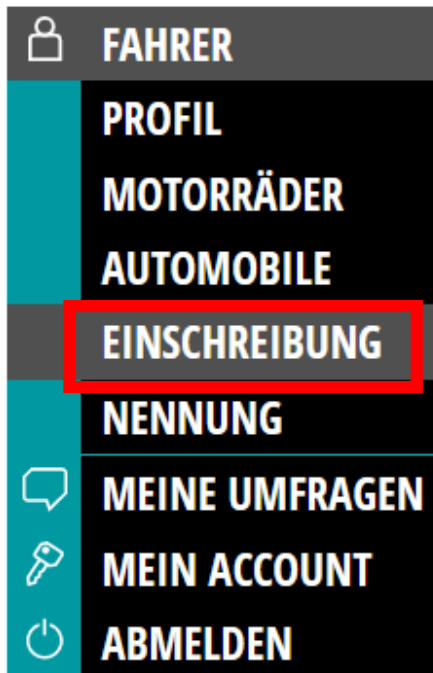 FAHRER
PROFIL
MOTORRÄDER
AUTOMOBILE
EINSCHREIBUNG
NENNUNG
MEINE UMFRAGEN
MEIN ACCOUNT
ABMELDEN